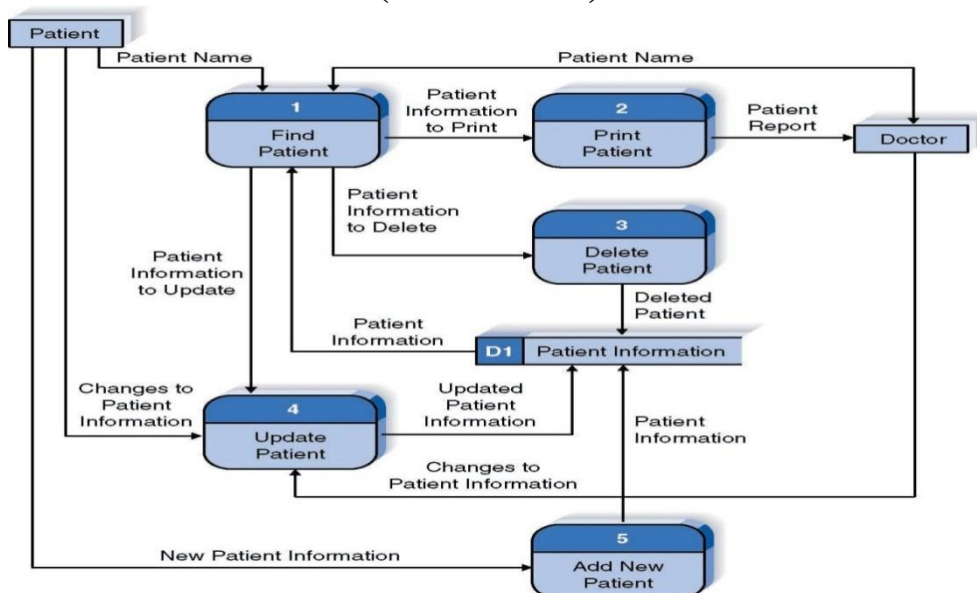 Patient
Patient Name
Patient Name
1
Find
Patient
Patient
Information
to Print
2
Print
Patient
Patient
Report
Doctor
Patient
Information
to Delete
3
Delete
Patient
Patient
Information
to Update
Deleted
Patient
Patient
Information
D1 Patient Information
Changes to
Patient
Information
4
Update
Patient
Updated
Patient
Information
Patient
Information
Changes to
Patient Information
New Patient Information
5
Add New
Patient